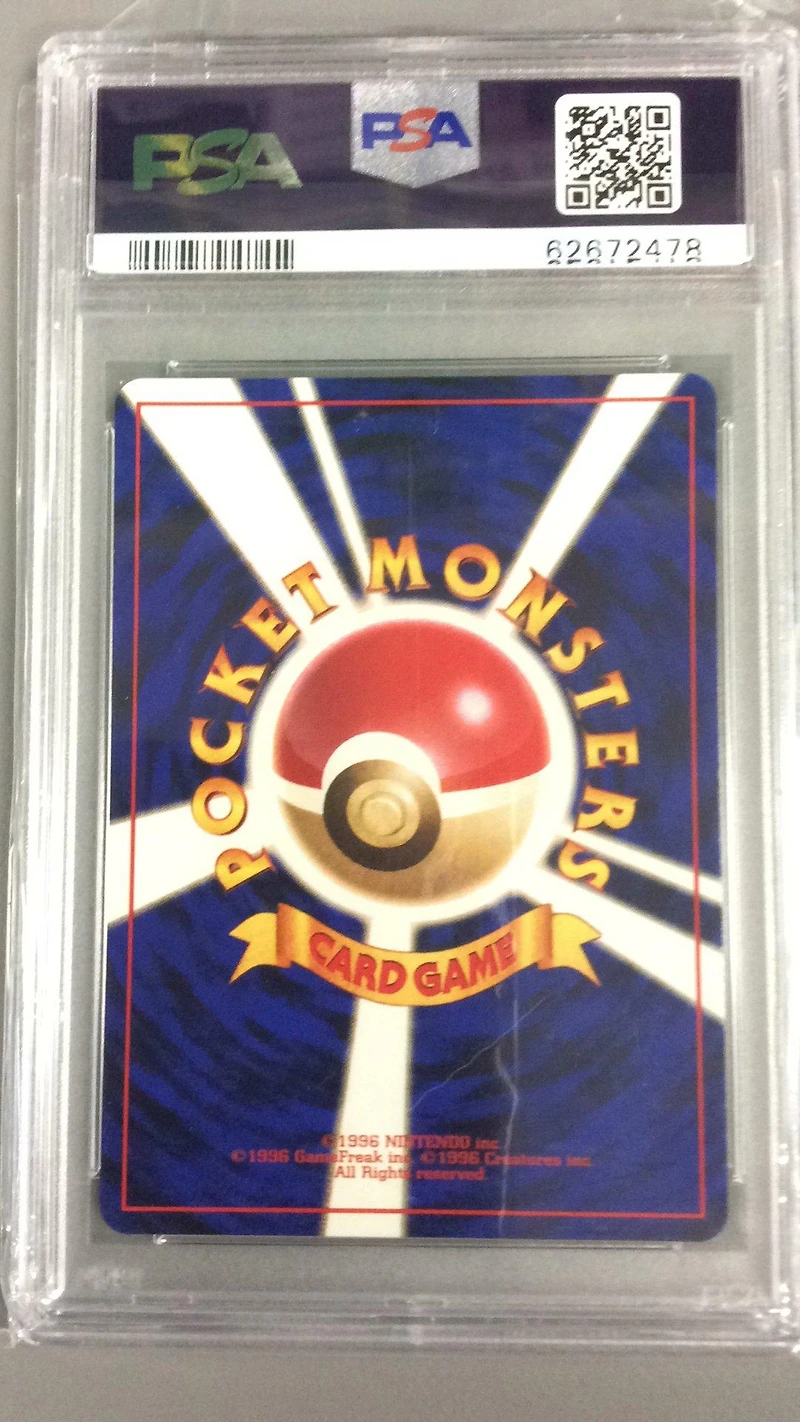 PSA
PSA
62672478
POCKET MONSTERS
CARD GAME
©1996 NINTENDO inc
©1996 GameFreak inc. ©1996 Creatures inc.
All Rights reserved.